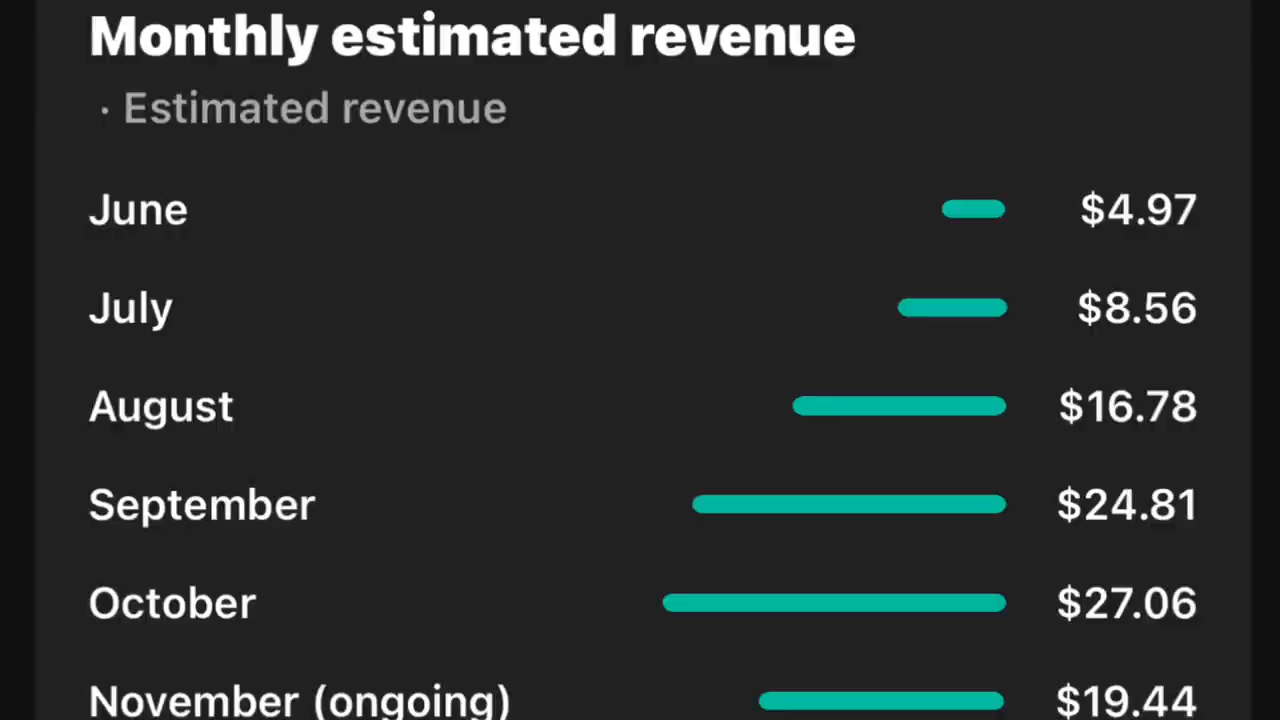 Monthly estimated revenue
· Estimated revenue
June $4.97
July $8.56
August $16.78
September $24.81
October $27.06
November (ongoing) $19.44